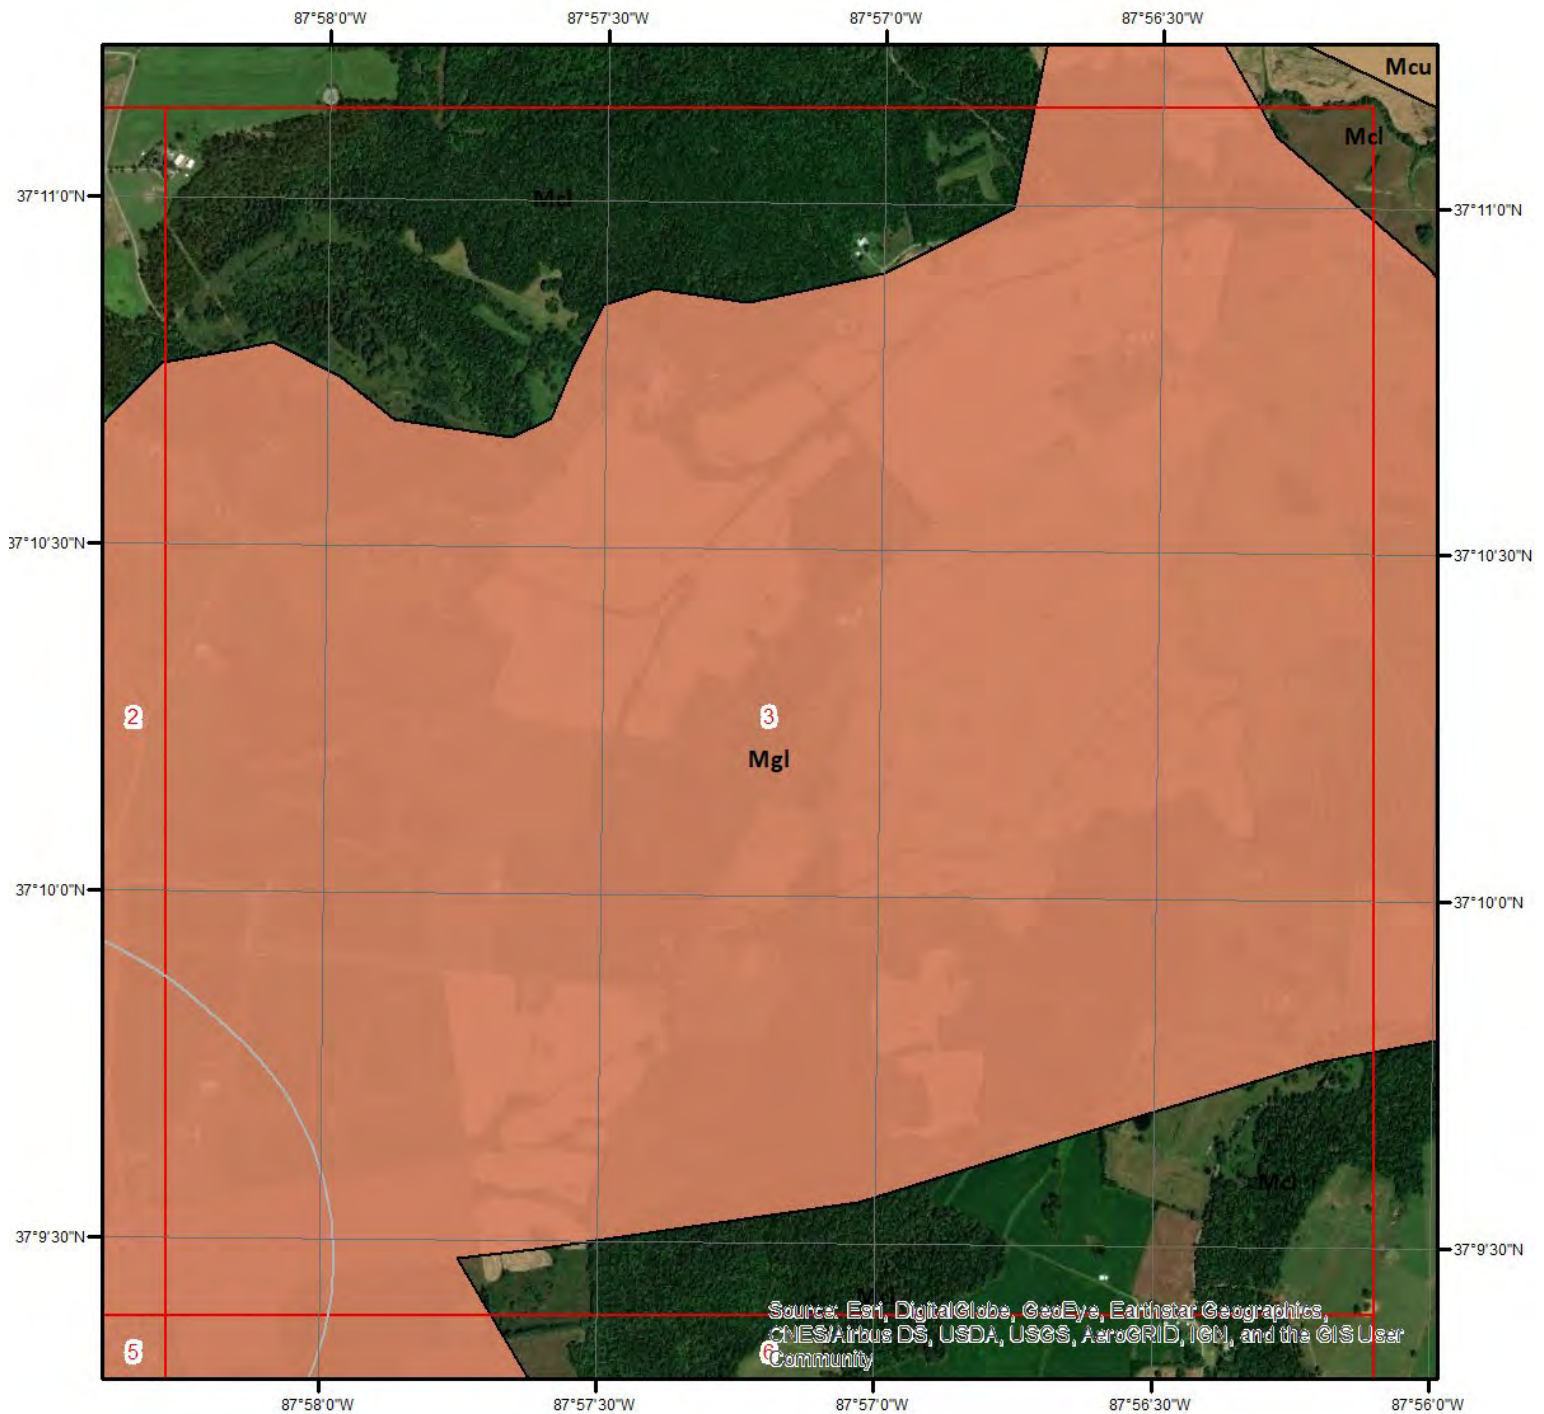 87°58'0"W
87°57'30"W
87°57'0"W
87°56'30"W
Mcu
Mcl
37°11'0"N
Mcl
37°11'0"N
37°10'30"N
37°10'30"N
2
3
Mgl
37°10'0"N
37°10'0"N
Mcl
37°9'30"N
37°9'30"N
Source: Esri, DigitalGlobe, GeoEye, Earthstar Geographics,
CNES/Airbus DS, USDA, USGS, AeroGRID, IGN, and the GIS User
Community
5
6
87°58'0"W
87°57'30"W
87°57'0"W
87°56'30"W
87°56'0"W